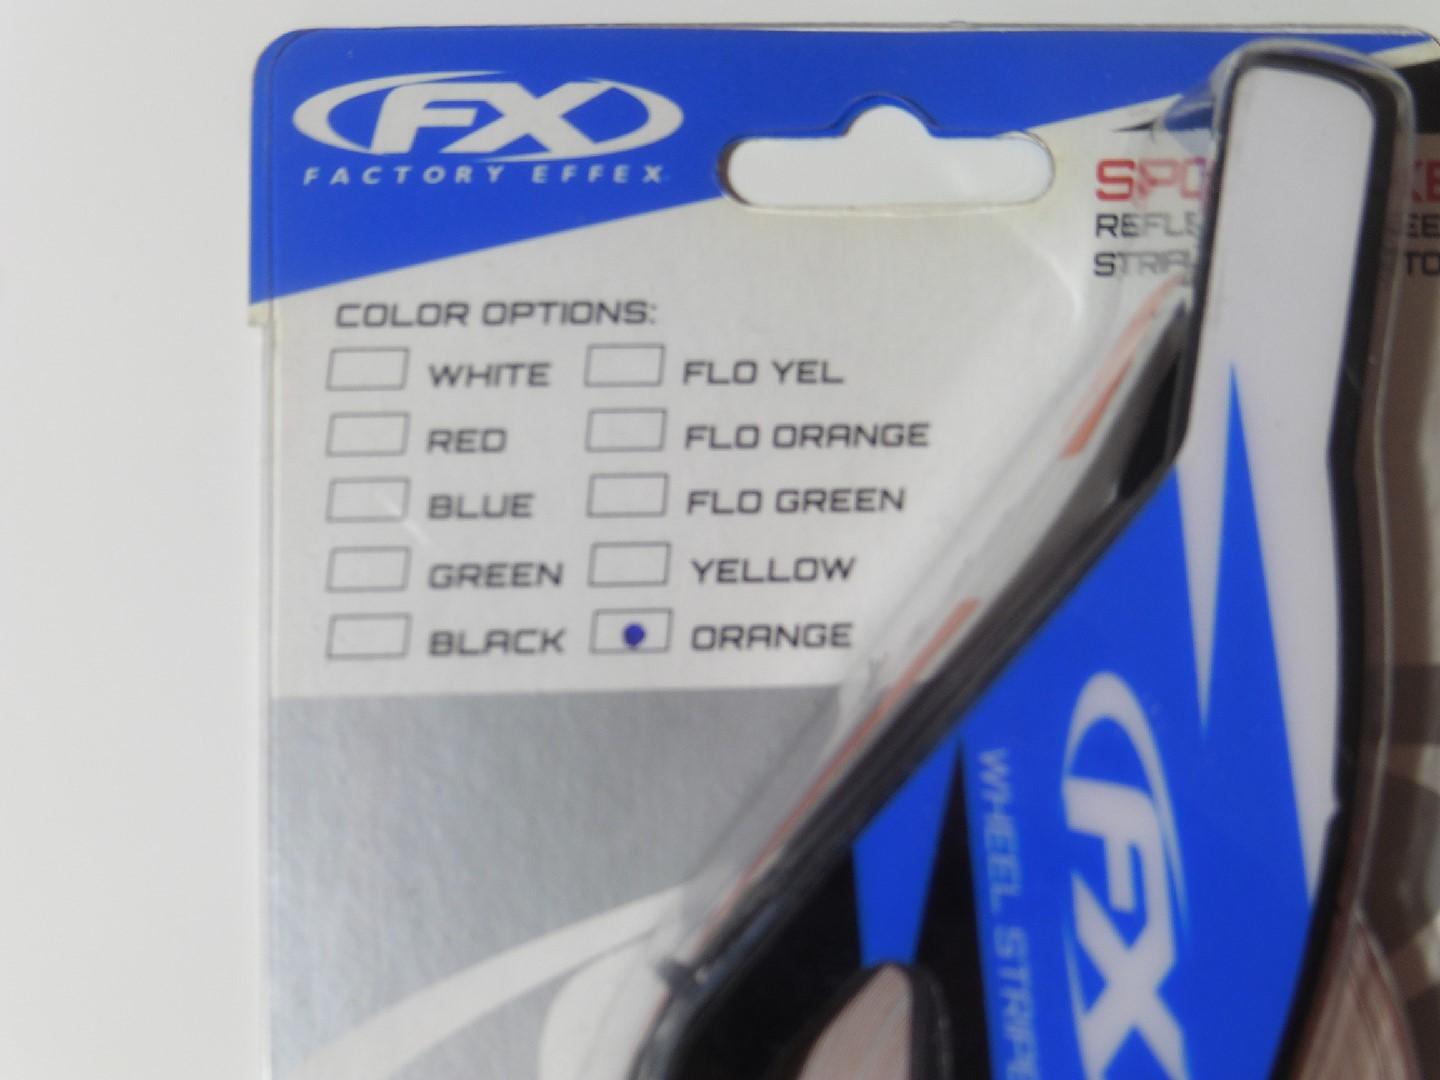 FX
FACTORY EFFEX
COLOR OPTIONS:
WHITE
RED
BLUE
GREEN
BLACK
FLO YEL
FLO ORANGE
FLO GREEN
YELLOW
ORANGE
FX
WHEEL STRIPE